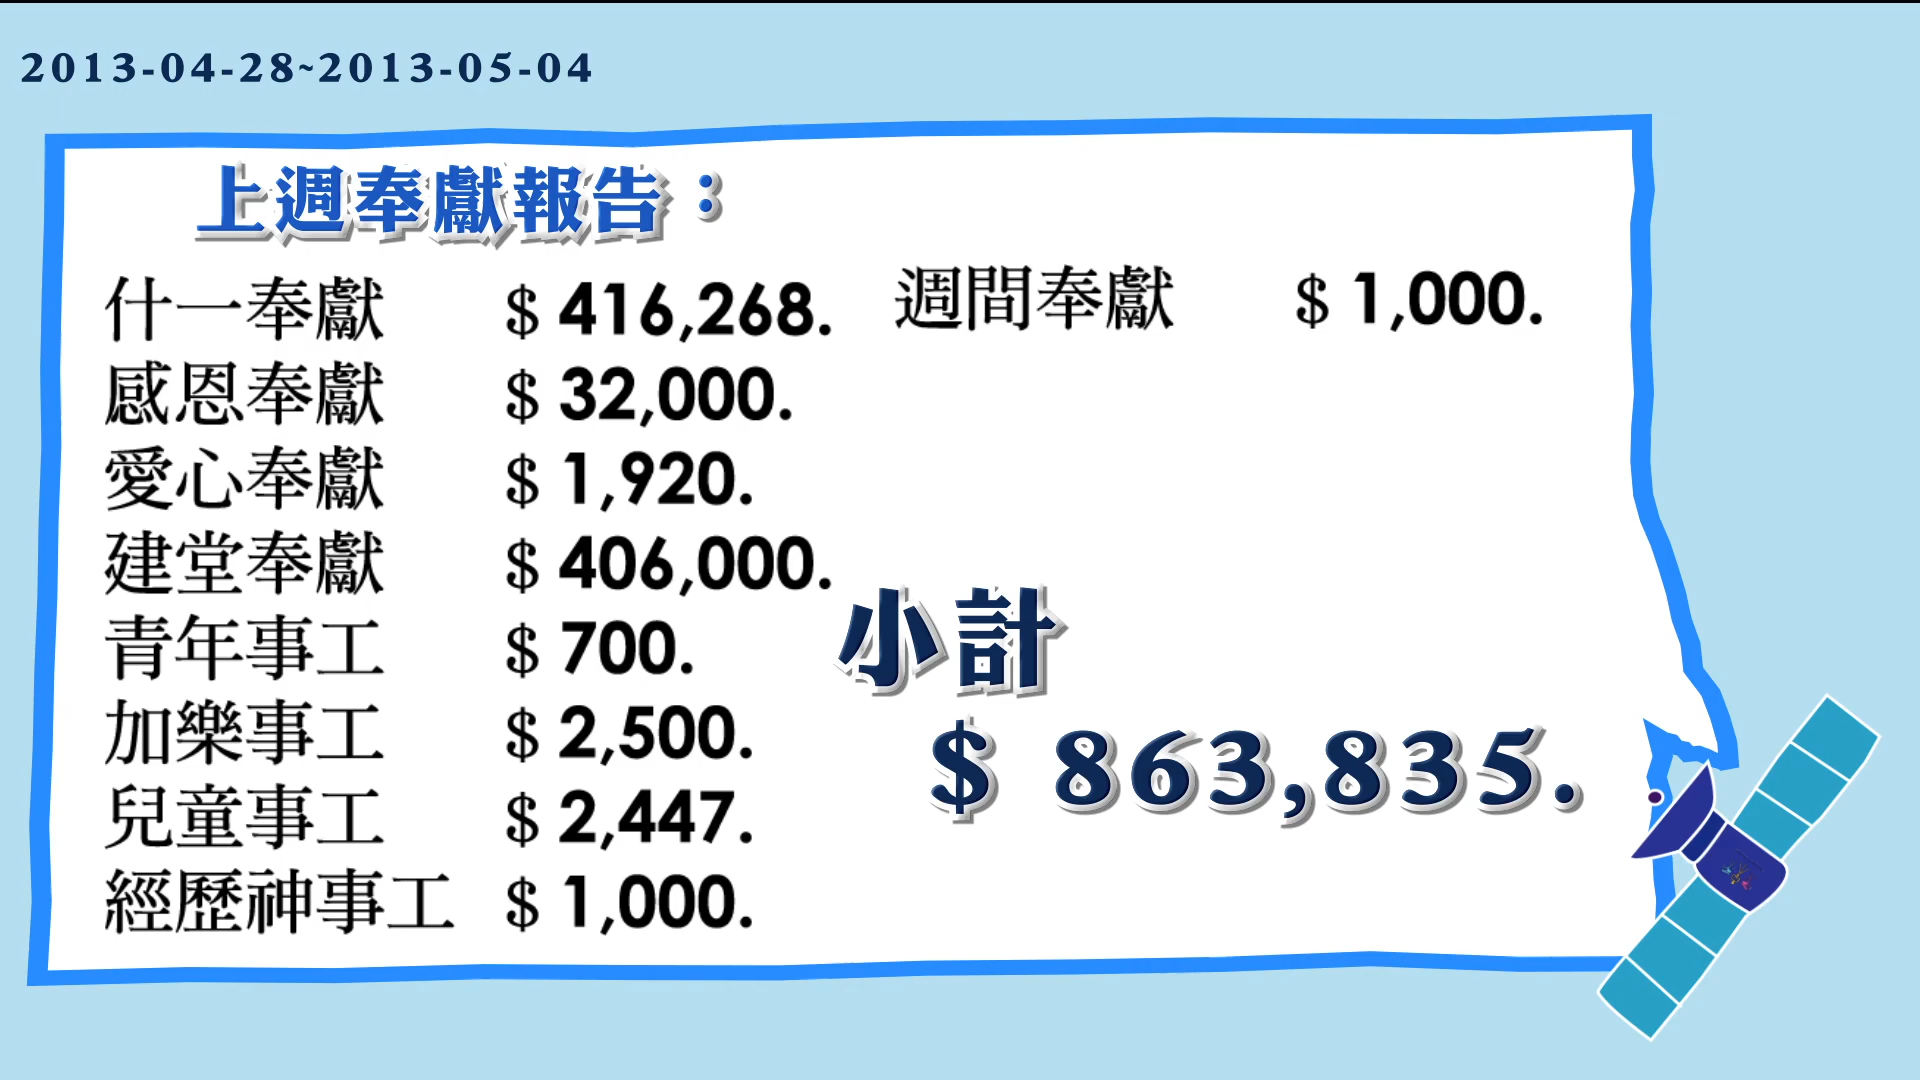 2013-04-28~2013-05-04
上週奉獻報告：
什一奉獻 $ 416,268.
感恩奉獻 $ 32,000.
愛心奉獻 $ 1,920.
建堂奉獻 $ 406,000.
青年事工 $ 700.
加樂事工 $ 2,500.
兒童事工 $ 2,447.
經歷神事工 $ 1,000.
週間奉獻 $ 1,000.
小計
$ 863,835.